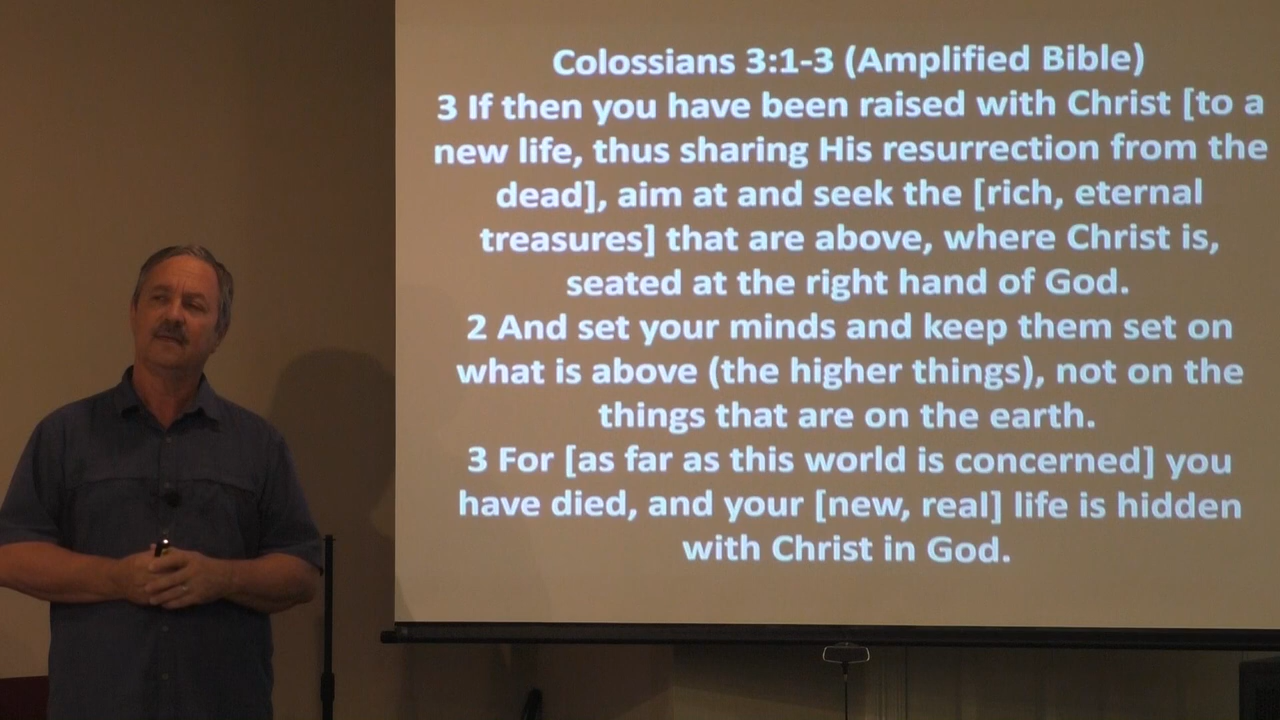 Colossians 3:1-3 (Amplified Bible)
3 If then you have been raised with Christ [to a
new life, thus sharing His resurrection from the
dead], aim at and seek the [rich, eternal
treasures] that are above, where Christ is,
seated at the right hand of God.
2 And set your minds and keep them set on
what is above (the higher things), not on the
things that are on the earth.
3 For [as far as this world is concerned] you
have died, and your [new, real] life is hidden
with Christ in God.